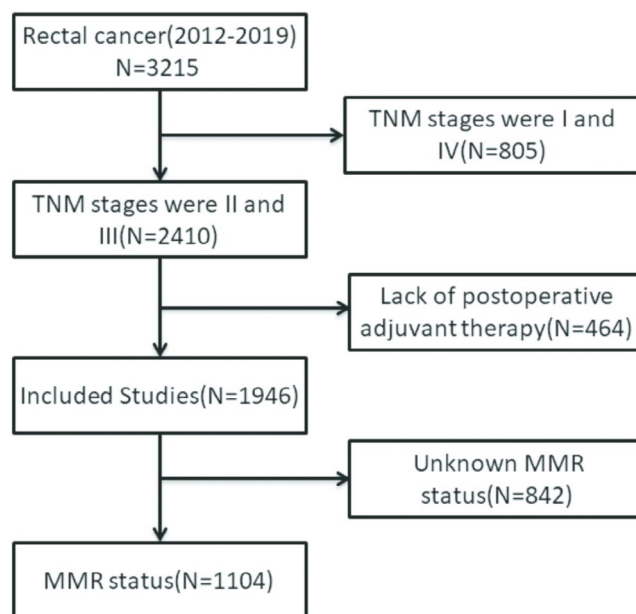 Rectal cancer(2012-2019)
N=3215
TNM stages were I and
IV(N=805)
TNM stages were II and
III(N=2410)
Lack of postoperative
adjuvant therapy(N=464)
Included Studies(N=1946)
Unknown MMR
status(N=842)
MMR status(N=1104)